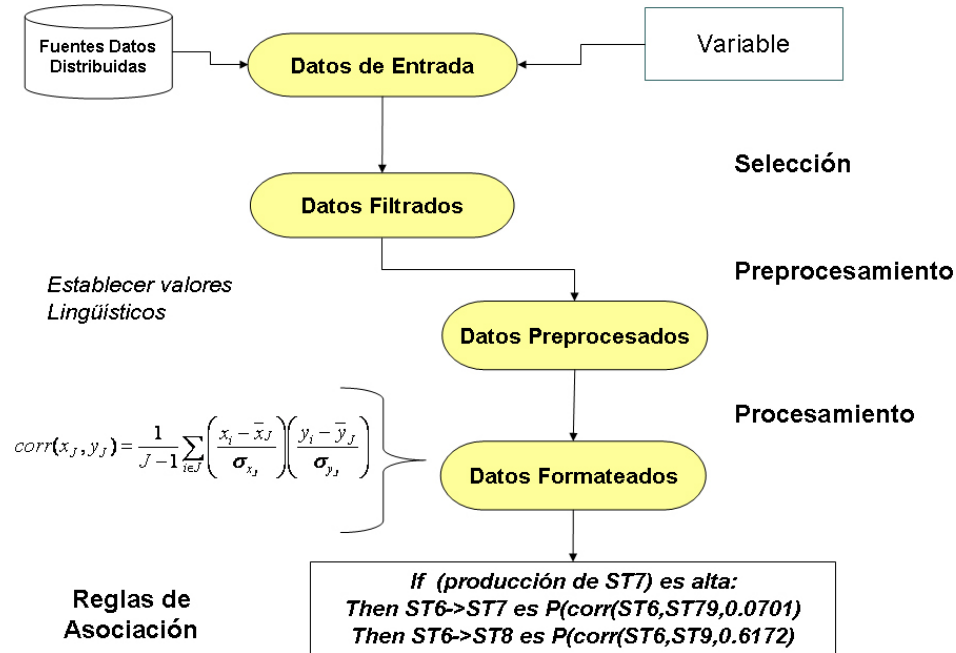 Fuentes Datos
Distribuidas
Datos de Entrada
Variable
Selección
Datos Filtrados
Preprocesamiento
Establecer valores
Lingüísticos
Datos Preprocesados
Procesamiento
corr(x_J, y_J) = 1/(J-1) ∑_{i∈J} ((x_i - x̄_J)/σ_{x_J}) ((y_i - ȳ_J)/σ_{y_J})
Datos Formateados
Reglas de
Asociación
If (producción de ST7) es alta:
Then ST6->ST7 es P(corr(ST6,ST79,0.0701)
Then ST6->ST8 es P(corr(ST6,ST9,0.6172)